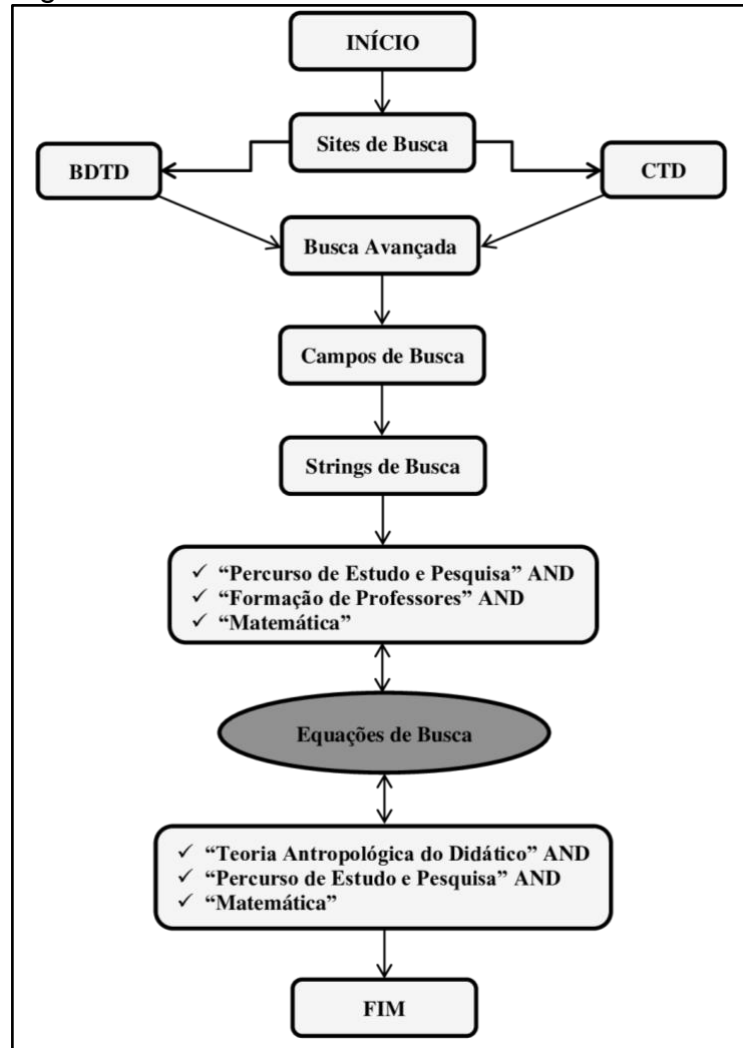 INÍCIO
Sites de Busca
BDTD
CTD
Busca Avançada
Campos de Busca
Strings de Busca
✓ “Percurso de Estudo e Pesquisa” AND
✓ “Formação de Professores” AND
✓ “Matemática”
Equações de Busca
✓ “Teoria Antropológica do Didático” AND
✓ “Percurso de Estudo e Pesquisa” AND
✓ “Matemática”
FIM